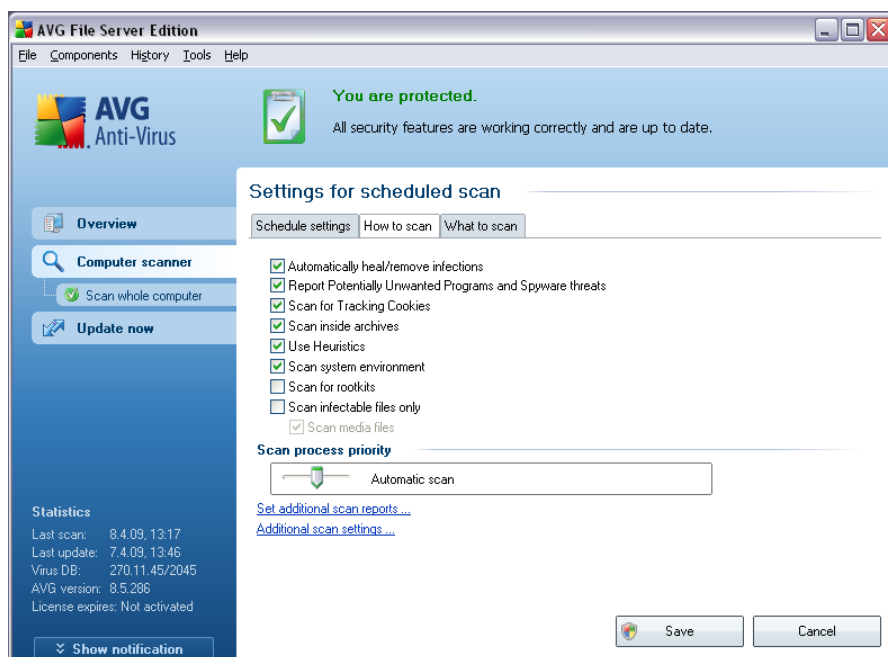 AVG File Server Edition
File Components History Tools Help
AVG
Anti-Virus
You are protected.
All security features are working correctly and are up to date.
Overview
Computer scanner
Scan whole computer
Update now
Settings for scheduled scan
Schedule settings How to scan What to scan
Automatically heal/remove infections
Report Potentially Unwanted Programs and Spyware threats
Scan for Tracking Cookies
Scan inside archives
Use Heuristics
Scan system environment
Scan for rootkits
Scan infectable files only
Scan media files
Scan process priority
Automatic scan
Set additional scan reports ...
Additional scan settings ...
Statistics
Last scan: 8.4.09, 13:17
Last update: 7.4.09, 13:46
Virus DB: 270.11.45/2045
AVG version: 8.5.286
License expires: Not activated
Show notification
Save Cancel